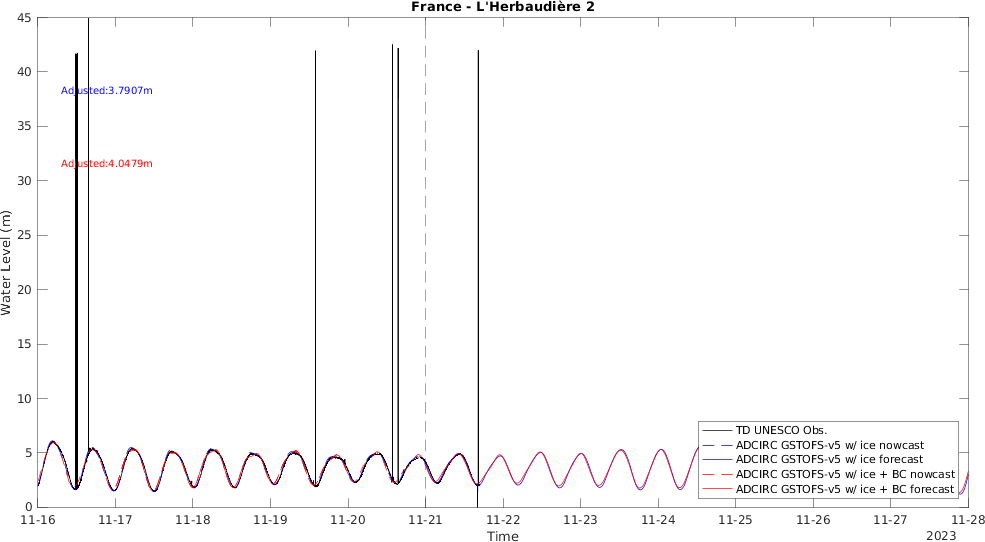 France - L'Herbaudière 2
45
40
35
30
25
20
15
10
5
0
Water Level (m)
Adjusted:3.7907m
Adjusted:4.0479m
TD UNESCO Obs.
ADCIRC GSTOFS-v5 w/ ice nowcast
ADCIRC GSTOFS-v5 w/ ice forecast
ADCIRC GSTOFS-v5 w/ ice + BC nowcast
ADCIRC GSTOFS-v5 w/ ice + BC forecast
11-16 11-17 11-18 11-19 11-20 11-21 11-22 11-23 11-24 11-25 11-26 11-27 11-28
Time
2023